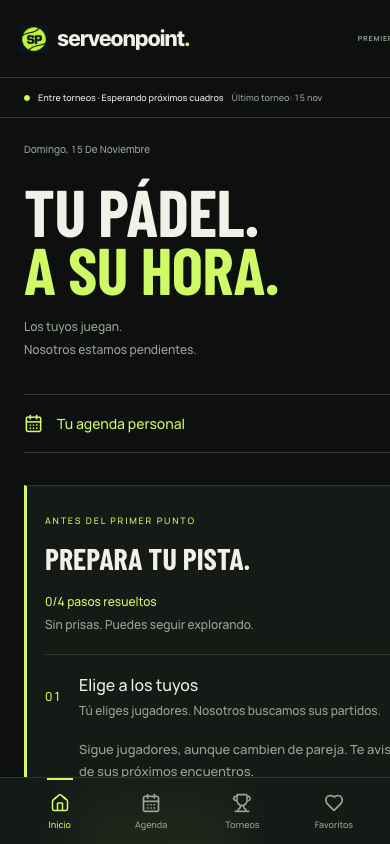 SP serveonpoint.
PREMIER
Entre torneos · Esperando próximos cuadros Último torneo: 15 nov
Domingo, 15 De Noviembre
TU PÁDEL.
A SU HORA.
Los tuyos juegan.
Nosotros estamos pendientes.
Tu agenda personal
ANTES DEL PRIMER PUNTO
PREPARA TU PISTA.
0/4 pasos resueltos
Sin prisas. Puedes seguir explorando.
01
Elige a los tuyos
Tú eliges jugadores. Nosotros buscamos sus partidos.
Sigue jugadores, aunque cambien de pareja. Te avis
de sus próximos encuentros.
Inicio
Agenda
Torneos
Favoritos